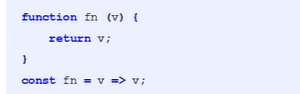 function fn (v) {
    return v;
}
const fn = v => v;